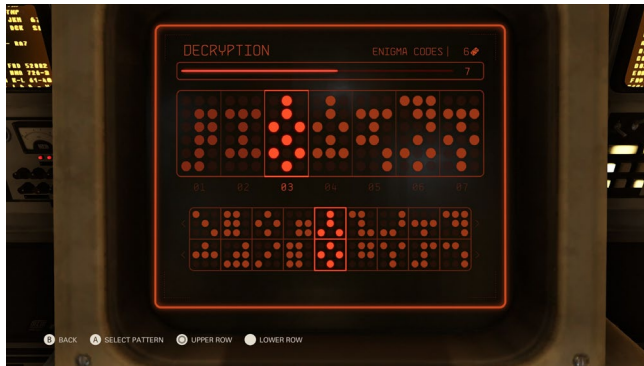 DECRYPTION
ENIGMA CODES| 6
7
01 02 03 04 05 06 07
B BACK A SELECT PATTERN UPPER ROW LOWER ROW